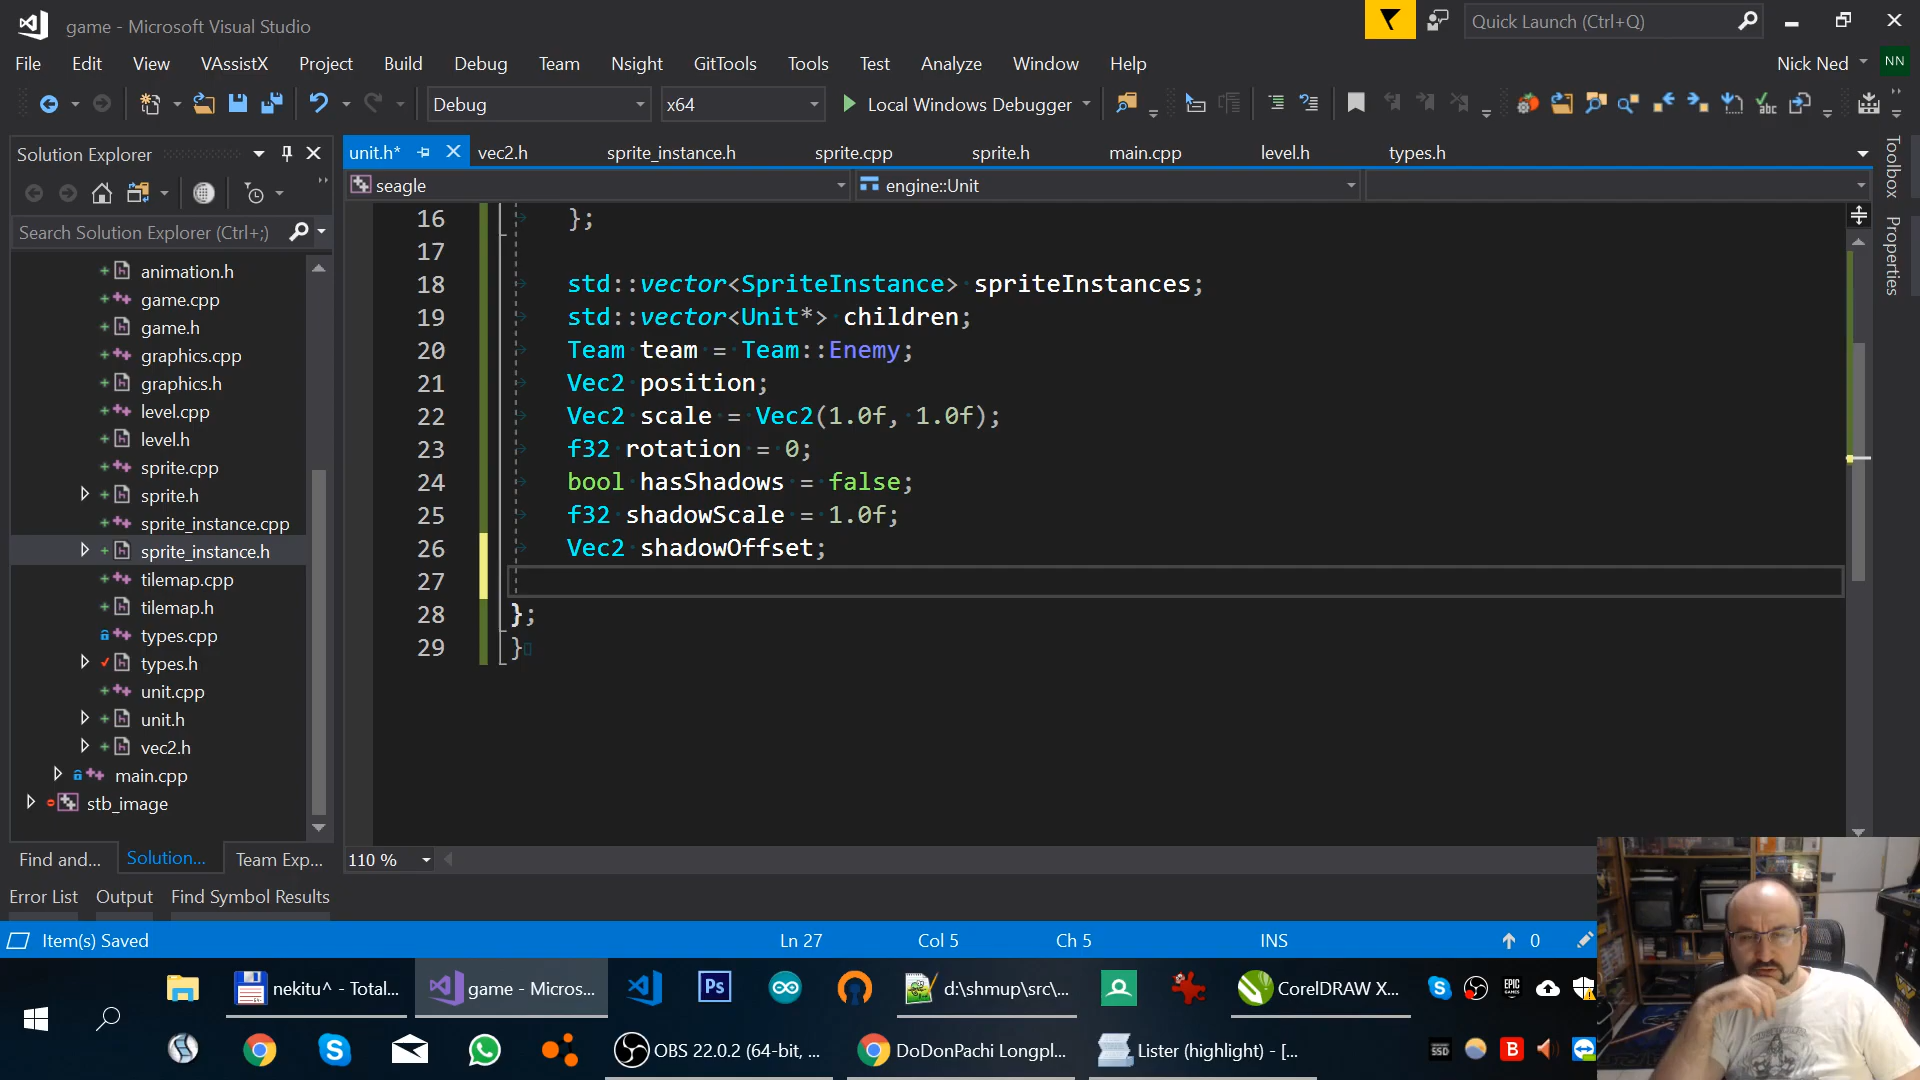 game - Microsoft Visual Studio
Quick Launch (Ctrl+Q)
File Edit View VAssistX Project Build Debug Team Nsight GitTools Tools Test Analyze Window Help
Nick Ned NN
Debug x64 Local Windows Debugger
Solution Explorer
unit.h* vec2.h sprite_instance.h sprite.cpp sprite.h main.cpp level.h types.h
seagle engine::Unit
Toolbox
Properties
Search Solution Explorer (Ctrl+;)
animation.h
game.cpp
game.h
graphics.cpp
graphics.h
level.cpp
level.h
sprite.cpp
sprite.h
sprite_instance.cpp
sprite_instance.h
tilemap.cpp
tilemap.h
types.cpp
types.h
unit.cpp
unit.h
vec2.h
main.cpp
stb_image
16 };
17
18 std::vector<SpriteInstance> spriteInstances;
19 std::vector<Unit*> children;
20 Team team = Team::Enemy;
21 Vec2 position;
22 Vec2 scale = Vec2(1.0f, 1.0f);
23 f32 rotation = 0;
24 bool hasShadows = false;
25 f32 shadowScale = 1.0f;
26 Vec2 shadowOffset;
27
28 };
29 }
Find and... Solution... Team Exp...
110 %
Error List Output Find Symbol Results
Item(s) Saved Ln 27 Col 5 Ch 5 INS 0
nekitu^ - Total... game - Micros... Ps d:\shmup\src\... CorelDRAW X... EPIC GAMES
OBS 22.0.2 (64-bit, ... DoDonPachi Longpl... Lister (highlight) - [... SSD B